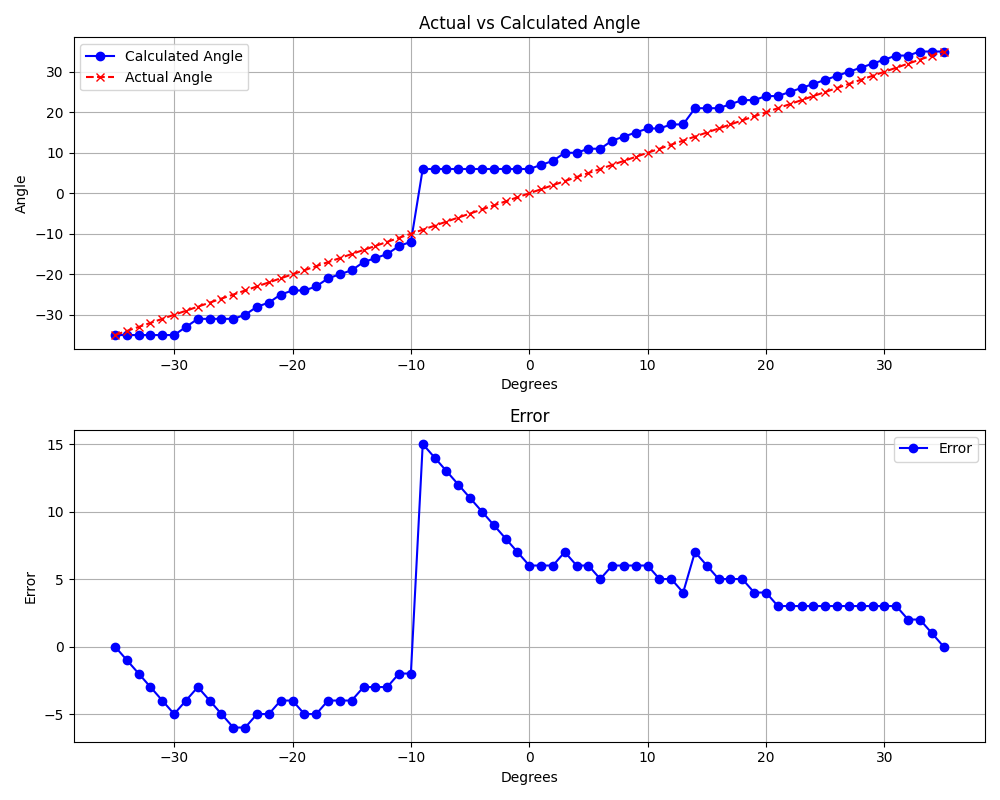 Actual vs Calculated Angle
Calculated Angle
Actual Angle
Angle
30
20
10
0
−10
−20
−30
−30 −20 −10 0 10 20 30
Degrees
Error
Error
Error
15
10
5
0
−5
−30 −20 −10 0 10 20 30
Degrees